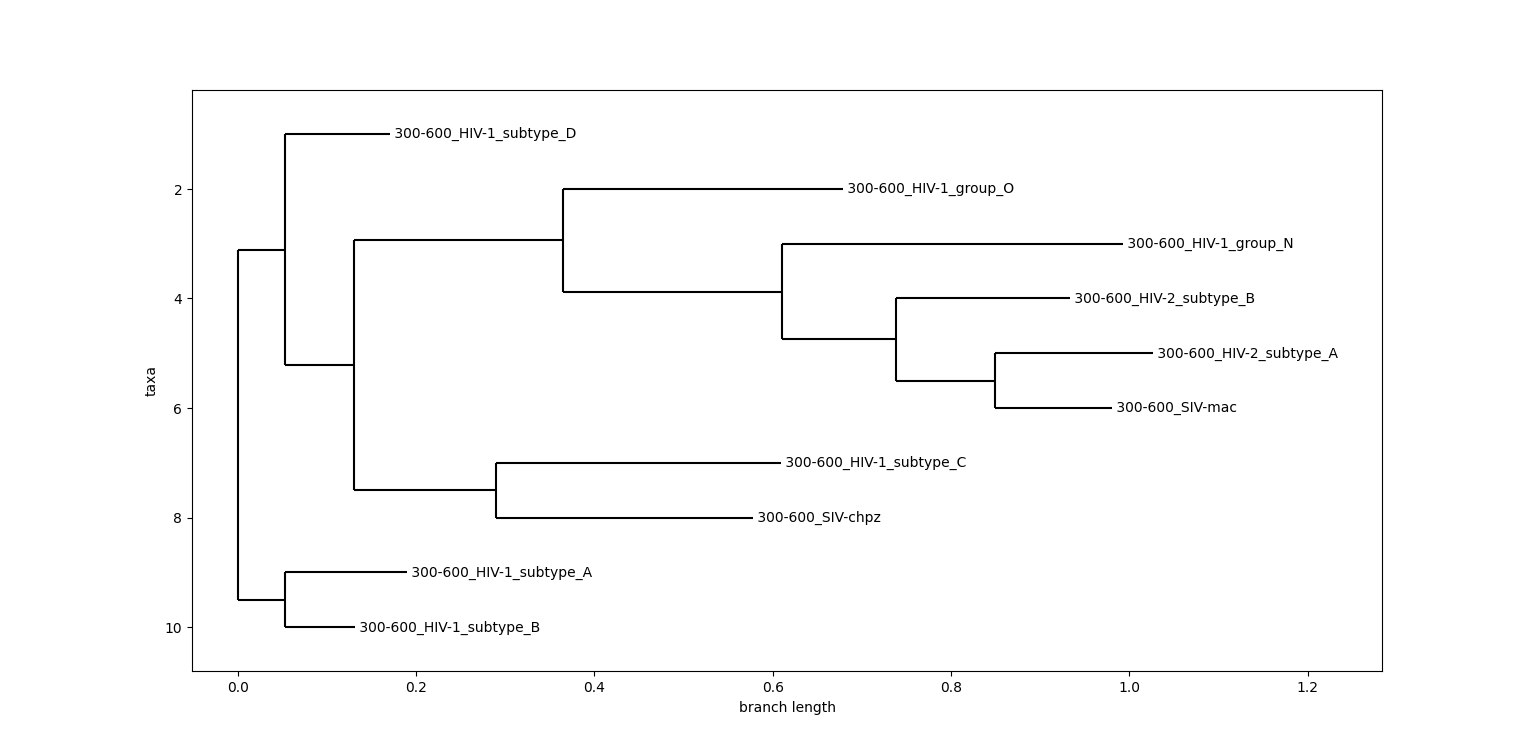 300-600_HIV-1_subtype_D
2
300-600_HIV-1_group_O
300-600_HIV-1_group_N
4
300-600_HIV-2_subtype_B
300-600_HIV-2_subtype_A
taxa
6
300-600_SIV-mac
300-600_HIV-1_subtype_C
8
300-600_SIV-chpz
300-600_HIV-1_subtype_A
10
300-600_HIV-1_subtype_B
0.0 0.2 0.4 0.6 0.8 1.0 1.2
branch length